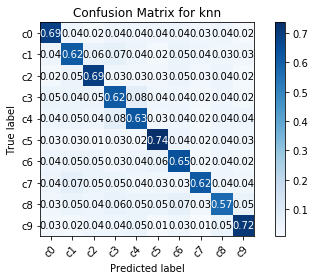 Confusion Matrix for knn
c0 0.69 0.04 0.02 0.04 0.04 0.04 0.02 0.04 0.04 0.02
c1 0.04 0.62 0.06 0.07 0.04 0.02 0.05 0.04 0.03 0.03
c2 0.02 0.05 0.69 0.03 0.03 0.03 0.05 0.03 0.04 0.02
c3 0.05 0.04 0.05 0.62 0.08 0.04 0.04 0.02 0.04 0.02
c4 0.04 0.05 0.04 0.08 0.63 0.03 0.04 0.02 0.04 0.02
c5 0.03 0.03 0.01 0.03 0.02 0.74 0.04 0.04 0.02 0.03
c6 0.04 0.05 0.05 0.03 0.04 0.06 0.65 0.02 0.04 0.02
c7 0.04 0.07 0.05 0.05 0.04 0.03 0.03 0.62 0.04 0.04
c8 0.03 0.05 0.04 0.06 0.05 0.05 0.07 0.03 0.57 0.05
c9 0.03 0.02 0.04 0.04 0.05 0.01 0.03 0.01 0.05 0.72
c0 c1 c2 c3 c4 c5 c6 c7 c8 c9
True label
Predicted label
0.7
0.6
0.5
0.4
0.3
0.2
0.1